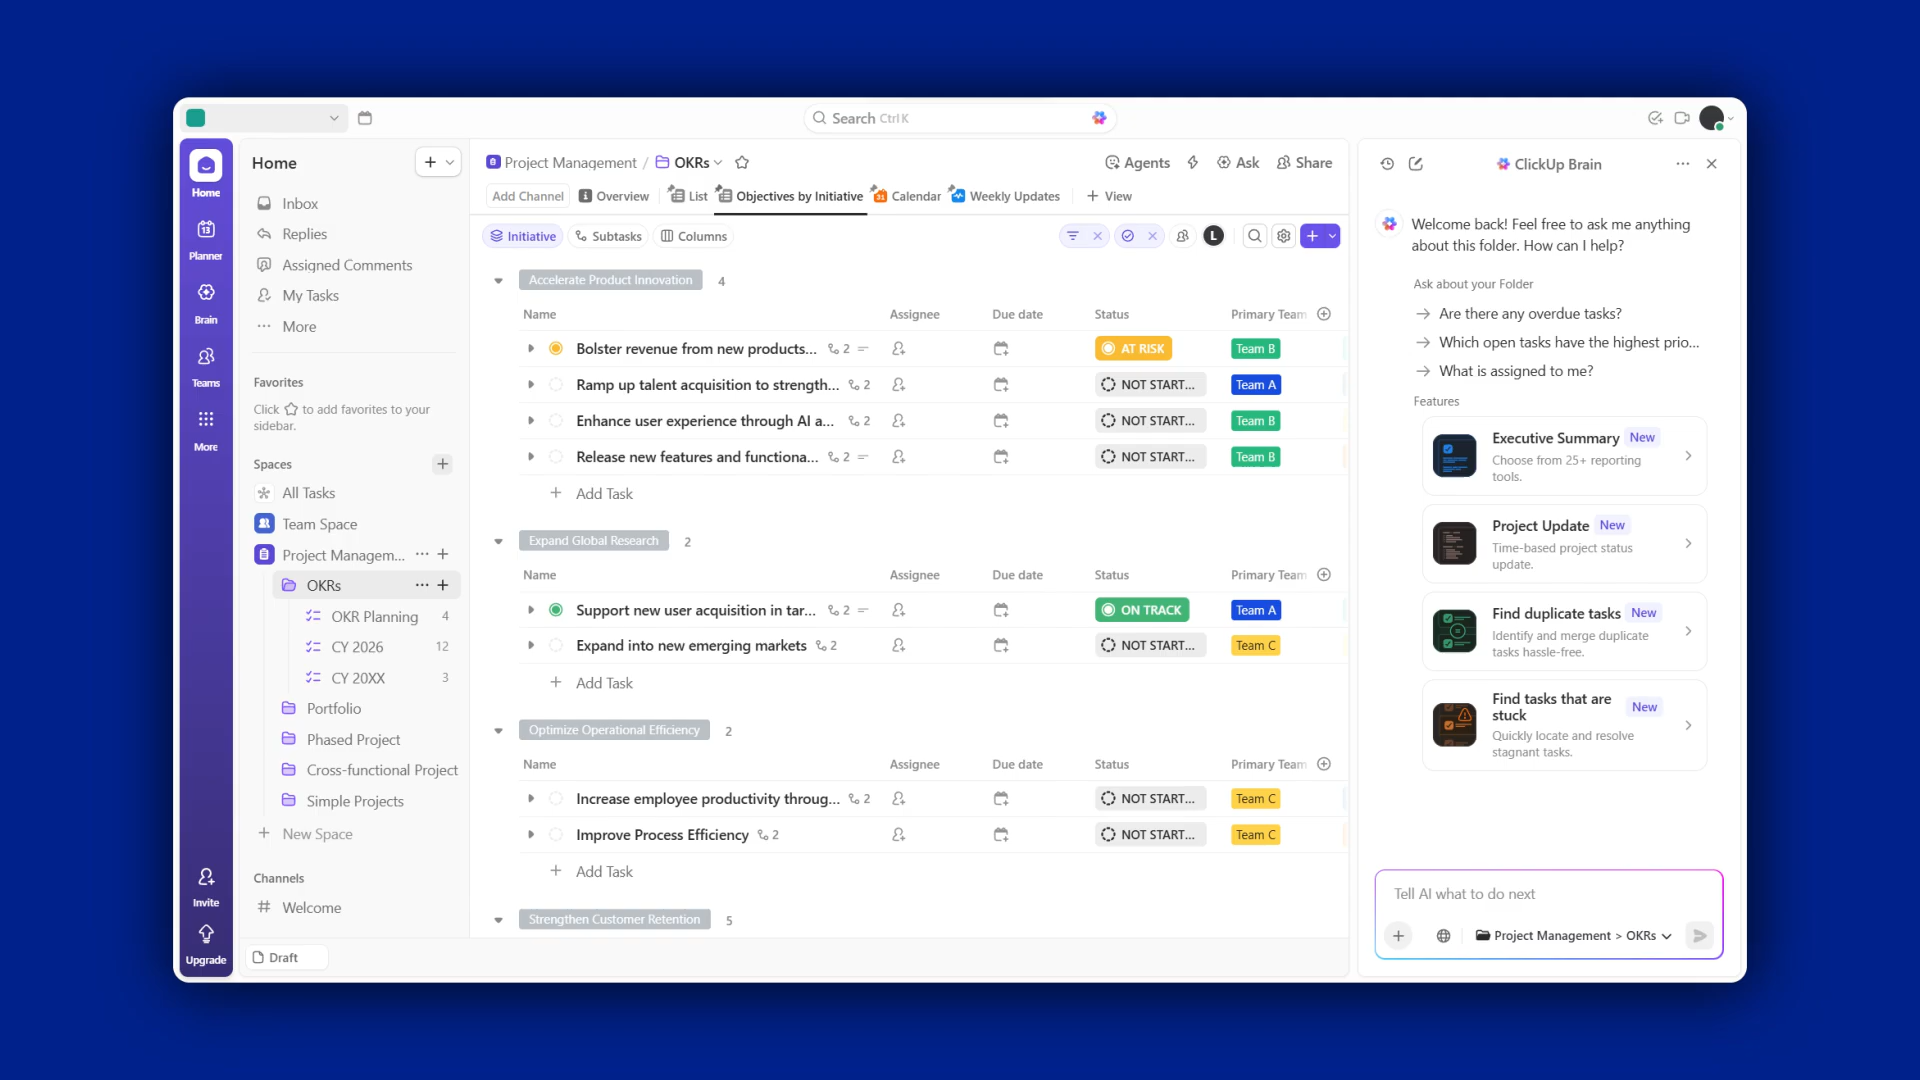 Search Ctrl K
Home
Planner
Brain
Teams
More
Invite
Upgrade
Home
Inbox
Replies
Assigned Comments
My Tasks
More
Favorites
Click to add favorites to your
sidebar.
Spaces
All Tasks
Team Space
Project Managem...
OKRs
OKR Planning 4
CY 2026 12
CY 20XX 3
Portfolio
Phased Project
Cross-functional Project
Simple Projects
New Space
Channels
Welcome
Draft
Project Management / OKRs
Agents Ask Share
Add Channel Overview List Objectives by Initiative Calendar Weekly Updates View
Initiative Subtasks Columns L
Accelerate Product Innovation 4
Name Assignee Due date Status Primary Team
Bolster revenue from new products... 2 AT RISK Team B
Ramp up talent acquisition to strength... 2 NOT START... Team A
Enhance user experience through AI a... 2 NOT START... Team B
Release new features and functiona... 2 NOT START... Team B
Add Task
Expand Global Research 2
Name Assignee Due date Status Primary Team
Support new user acquisition in tar... 2 ON TRACK Team A
Expand into new emerging markets 2 NOT START... Team C
Add Task
Optimize Operational Efficiency 2
Name Assignee Due date Status Primary Team
Increase employee productivity throug... 2 NOT START... Team C
Improve Process Efficiency 2 NOT START... Team C
Add Task
Strengthen Customer Retention 5
ClickUp Brain
Welcome back! Feel free to ask me anything
about this folder. How can I help?
Ask about your Folder
Are there any overdue tasks?
Which open tasks have the highest prio...
What is assigned to me?
Features
Executive Summary New
Choose from 25+ reporting
tools.
Project Update New
Time-based project status
update.
Find duplicate tasks New
Identify and merge duplicate
tasks hassle-free.
Find tasks that are
stuck New
Quickly locate and resolve
stagnant tasks.
Tell AI what to do next
Project Management > OKRs